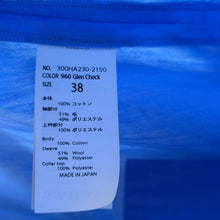 NO. 300HA230-2150
COLOR 960 Glen Check
SIZE
38
本体
100% コットン
袖部分
51% 毛
49% ポリエステル
上衿部分
100% ポリエステル
Body
100% Cotton
Sleeve
51% Wool
49% Polyester
Collar top
100% Polyester
MADE IN JAPAN